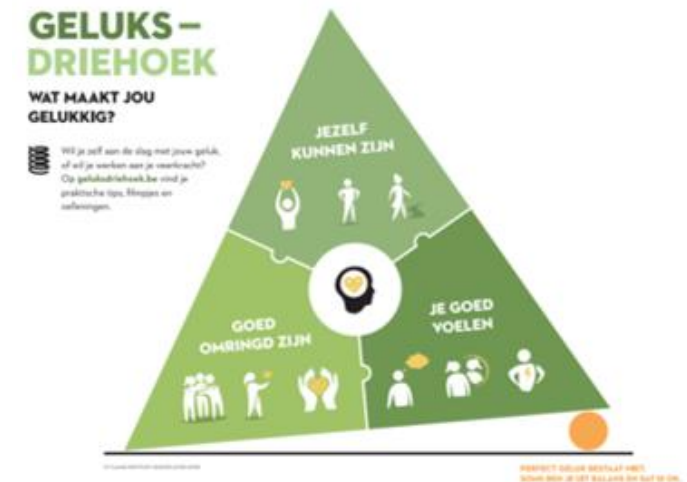 GELUKS–
DRIEHOEK
WAT MAAKT JOU
GELUKKIG?
Wil je zelf aan de slag met jouw geluk,
of wil je werken aan je veerkracht?
Op geluksdriehoek.be vind je
praktische tips, filmpjes en
oefeningen.
JEZELF
KUNNEN ZIJN
GOED
OMRINGD ZIJN
JE GOED
VOELEN
PERFECT GELUK BESTAAT NIET.
SOMS BEN JE UIT BALANS EN DAT IS OK.